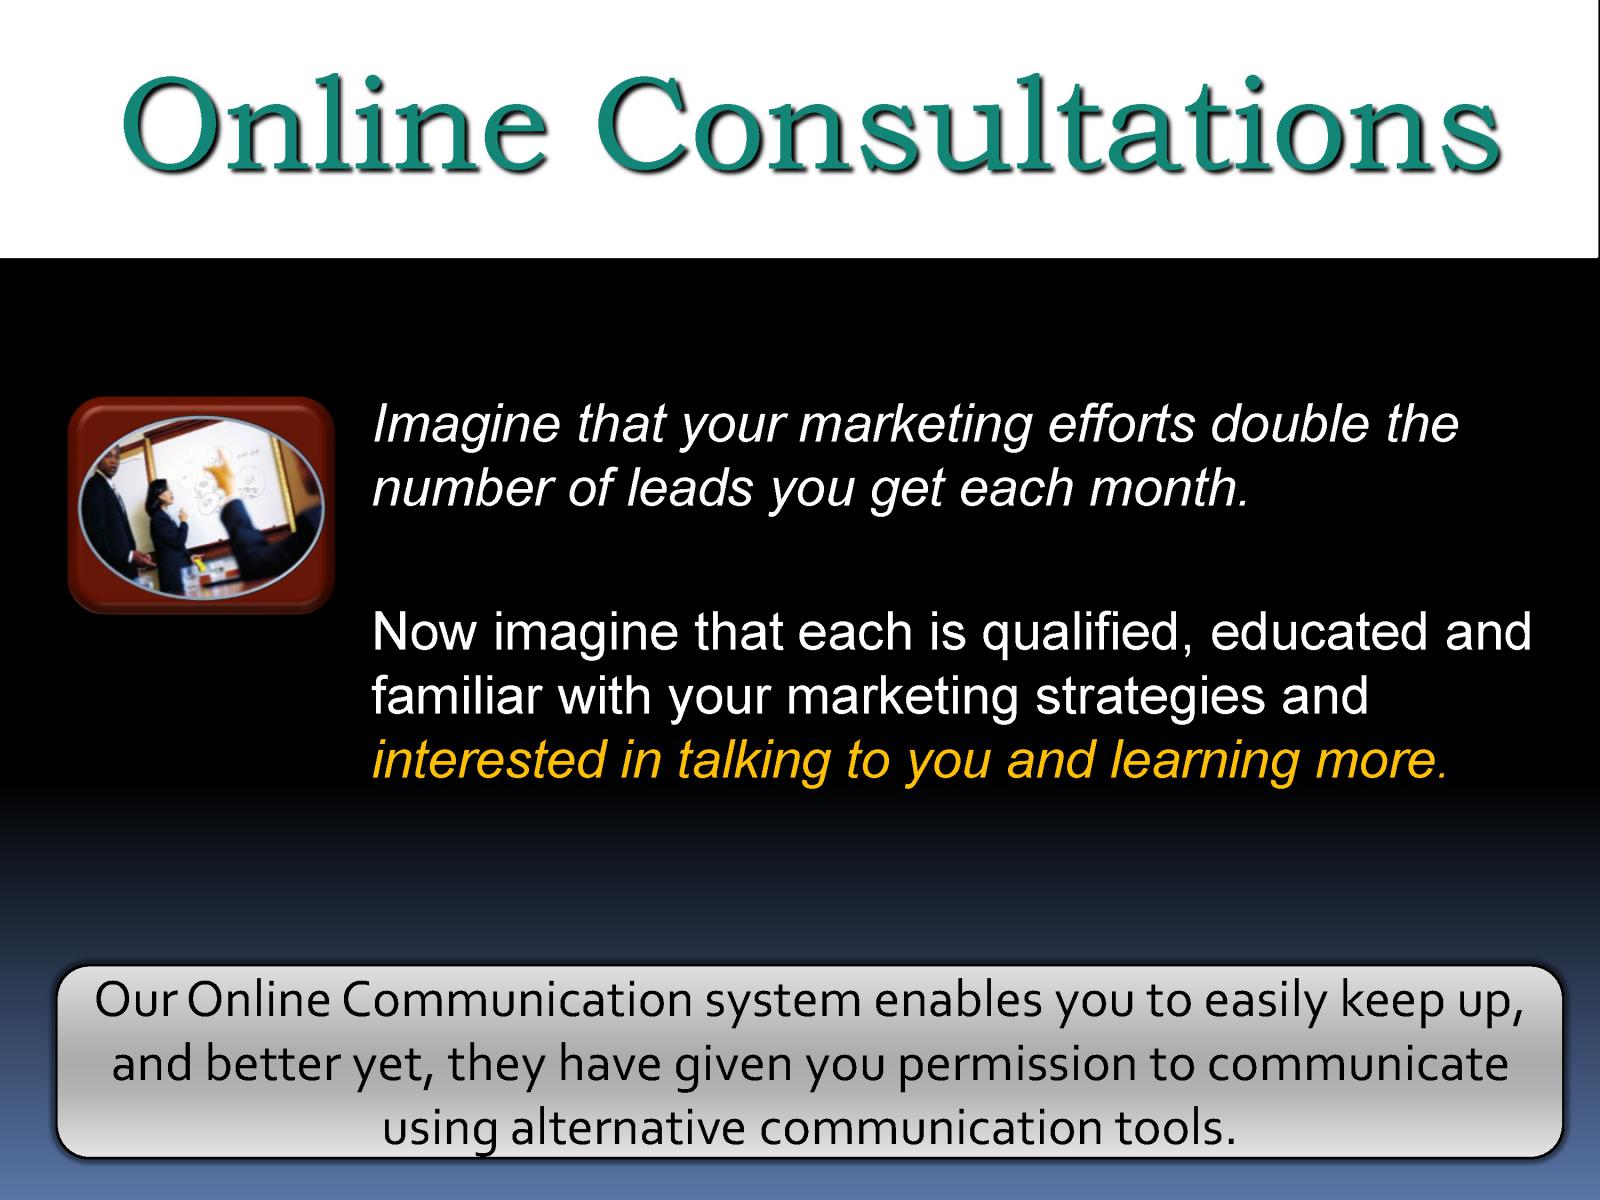 Online Consultations
Imagine that your marketing efforts double the
number of leads you get each month.
Now imagine that each is qualified, educated and
familiar with your marketing strategies and
interested in talking to you and learning more.
Our Online Communication system enables you to easily keep up,
and better yet, they have given you permission to communicate
using alternative communication tools.